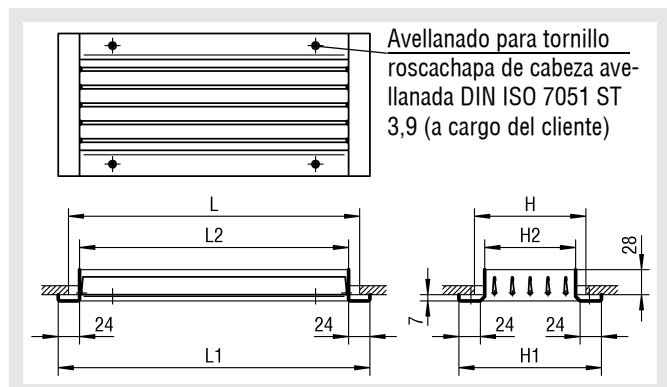 Avellanado para tornillo
roscachapa de cabeza ave-
llanada DIN ISO 7051 ST
3,9 (a cargo del cliente)
L
H
L2
H2
28
7
24
24
24
24
L1
H1